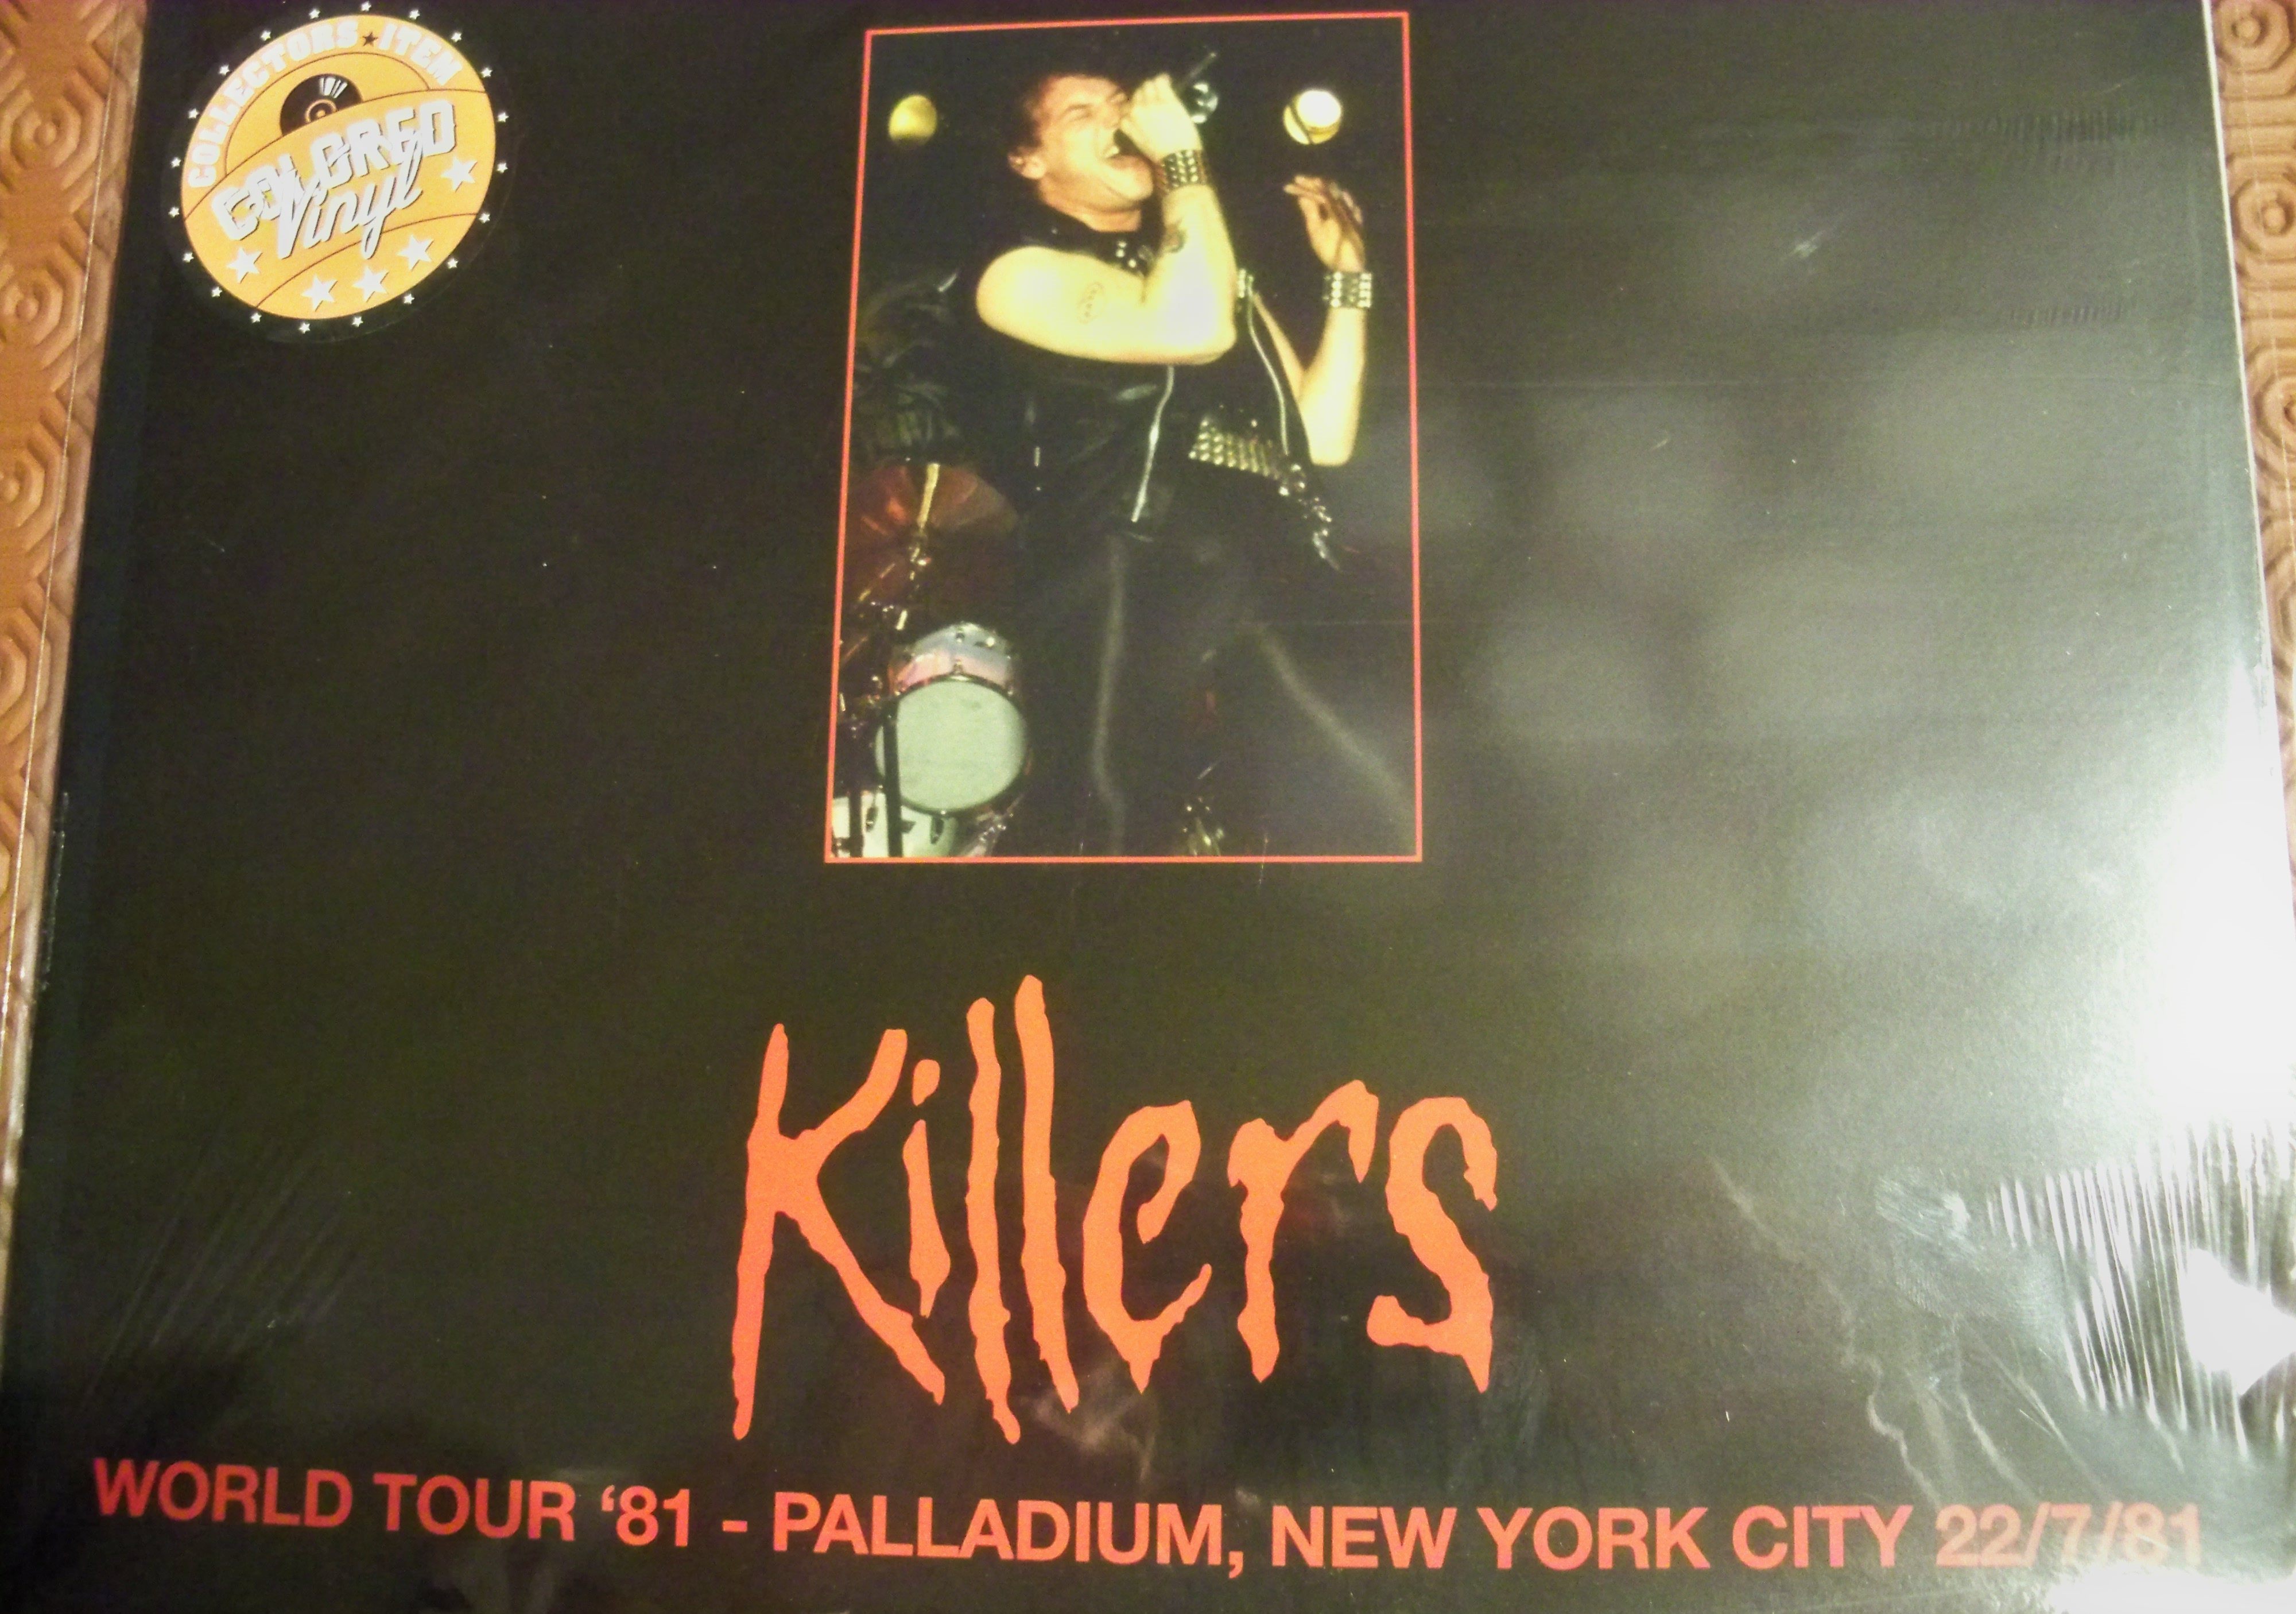 COLLECTORS ★ ITEM
COLORED
Vinyl
Killers
WORLD TOUR '81 - PALLADIUM, NEW YORK CITY 22/7/81